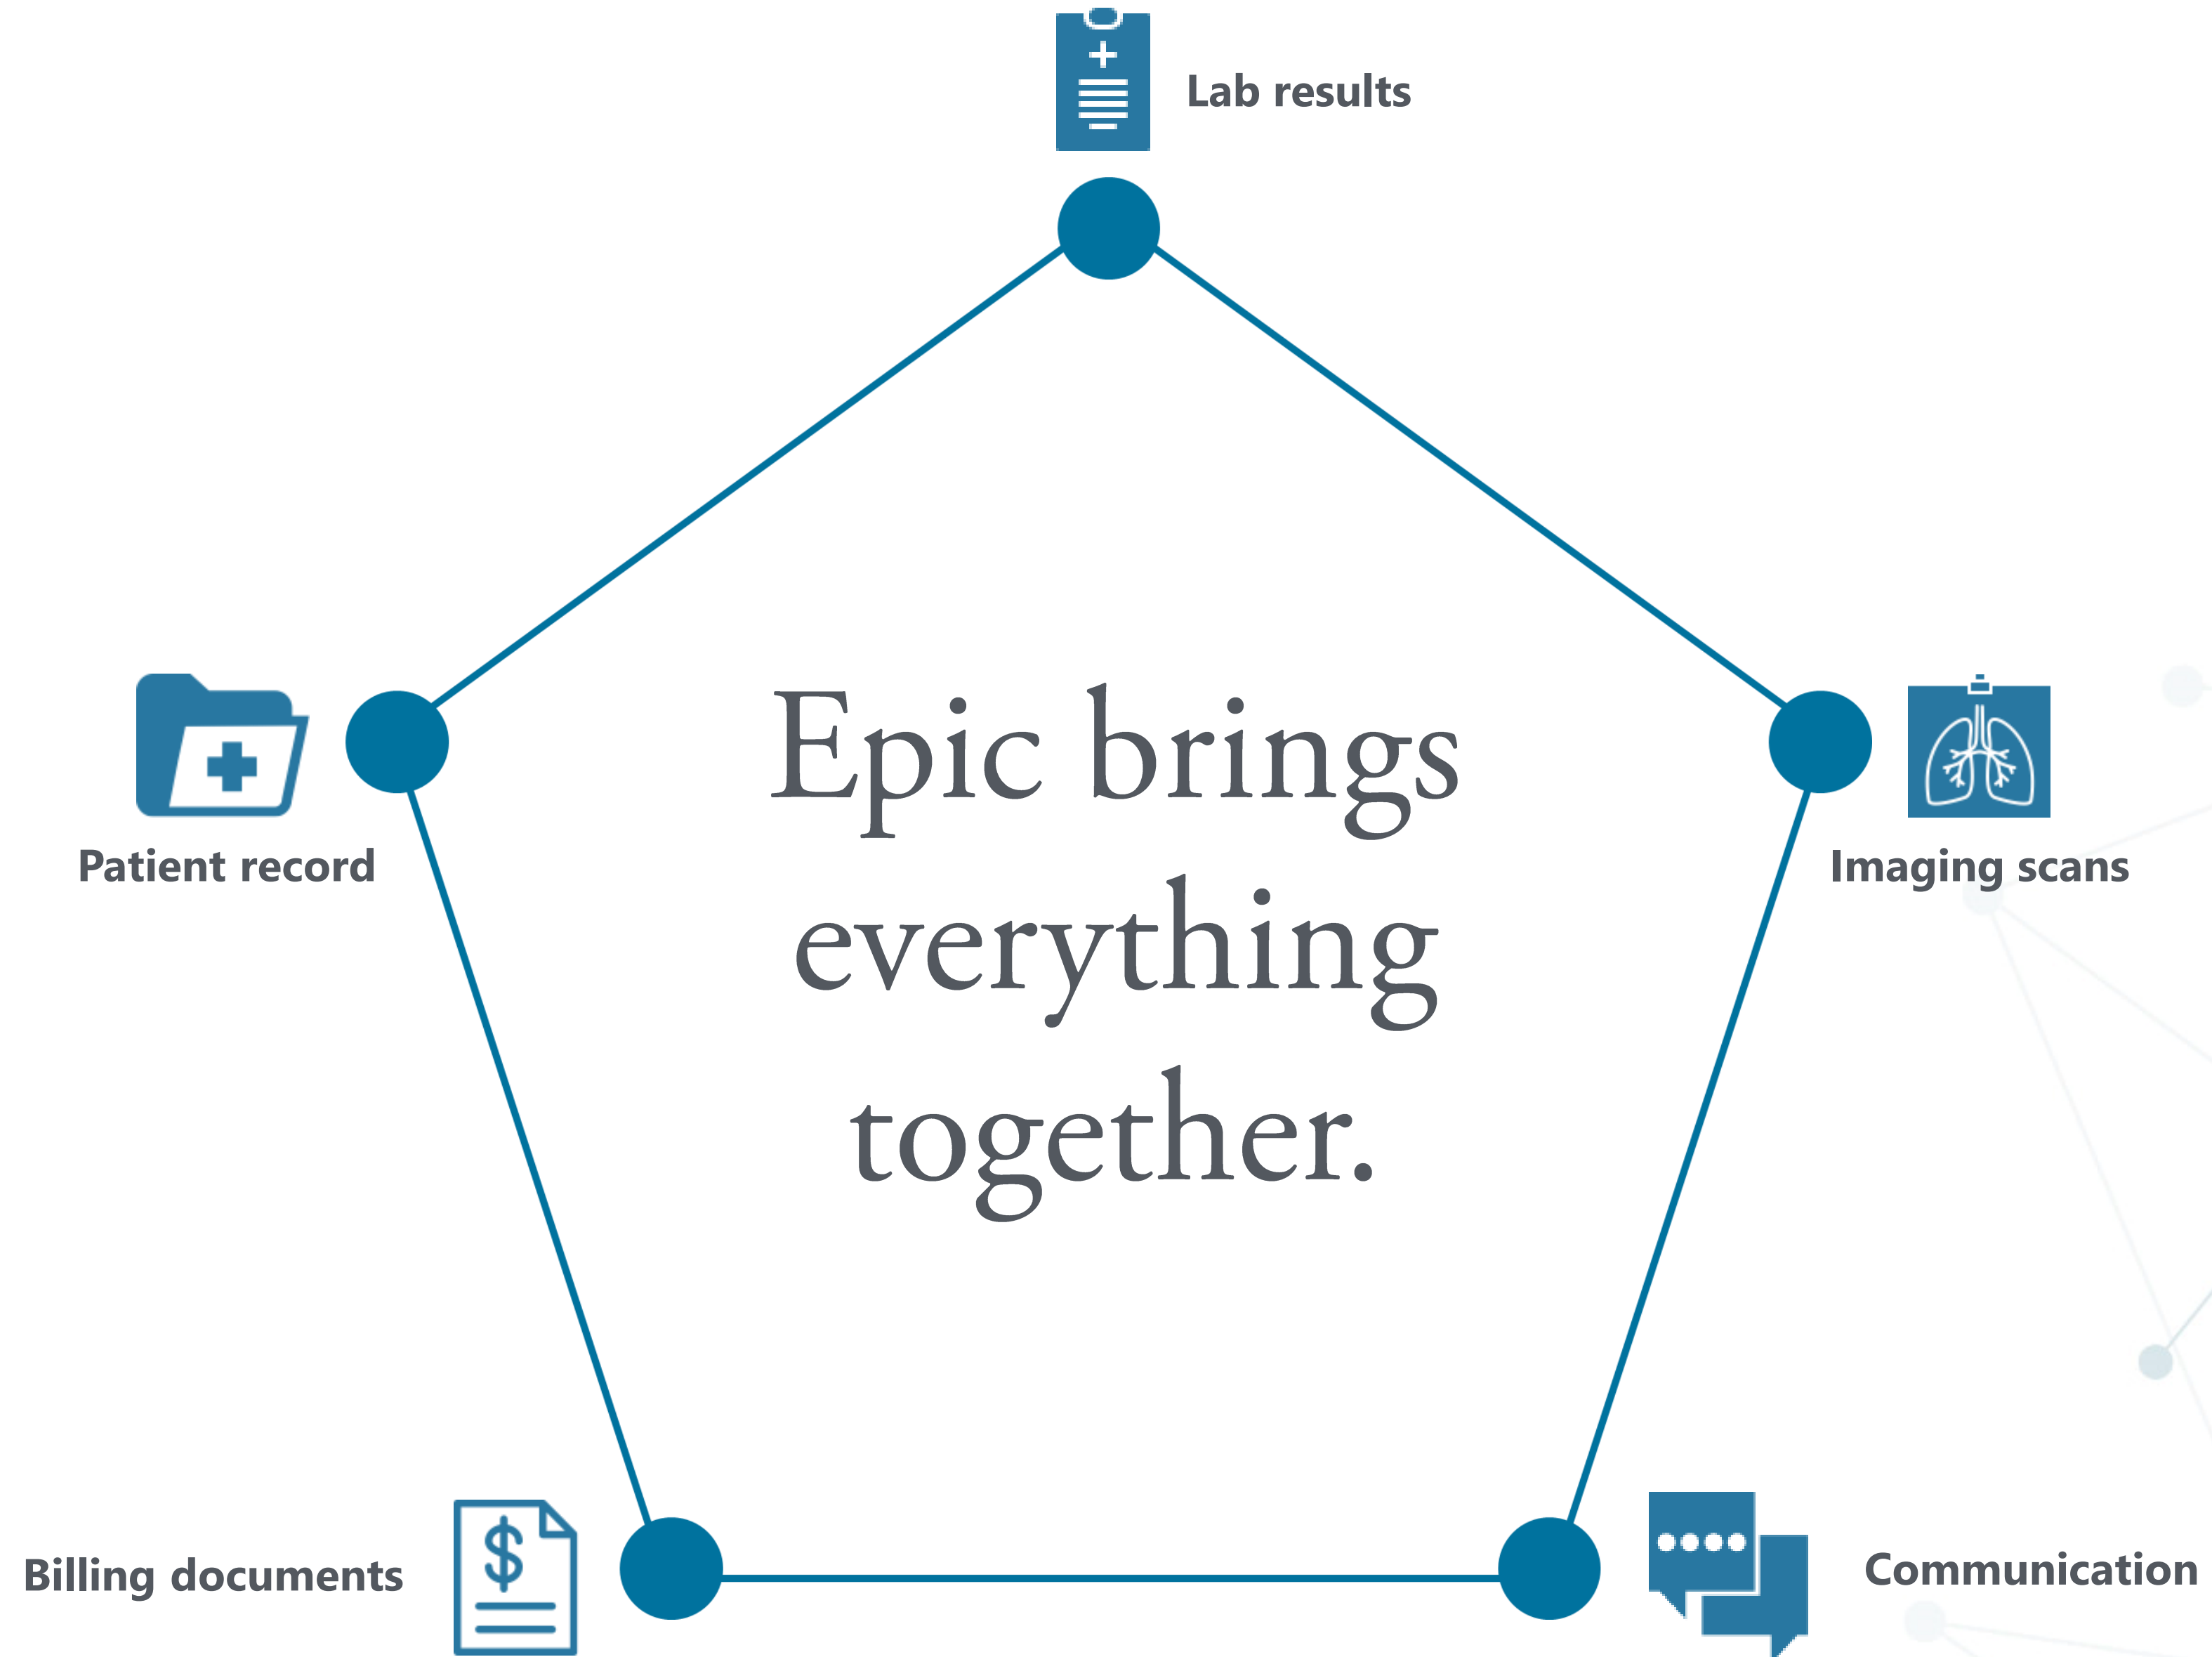 Lab results
Epic brings
everything
together.
Patient record
Imaging scans
Billing documents
$
Communication